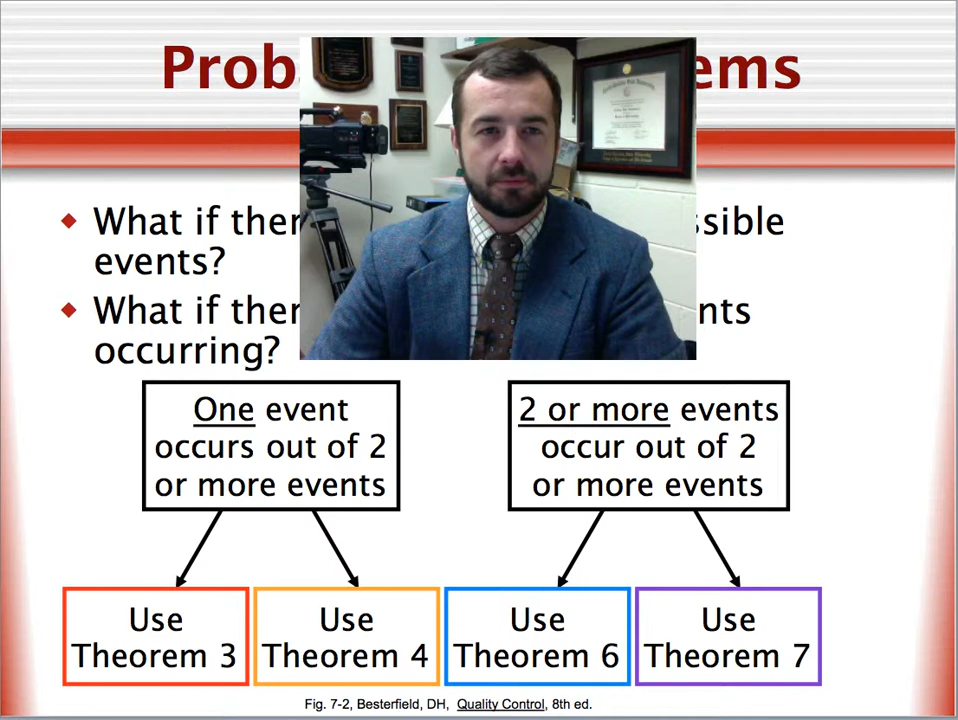 Prob ems
What if ther ssible
events?
What if ther nts
occurring?
One event
occurs out of 2
or more events
2 or more events
occur out of 2
or more events
Use
Theorem 3
Use
Theorem 4
Use
Theorem 6
Use
Theorem 7
Fig. 7-2, Besterfield, DH, Quality Control, 8th ed.